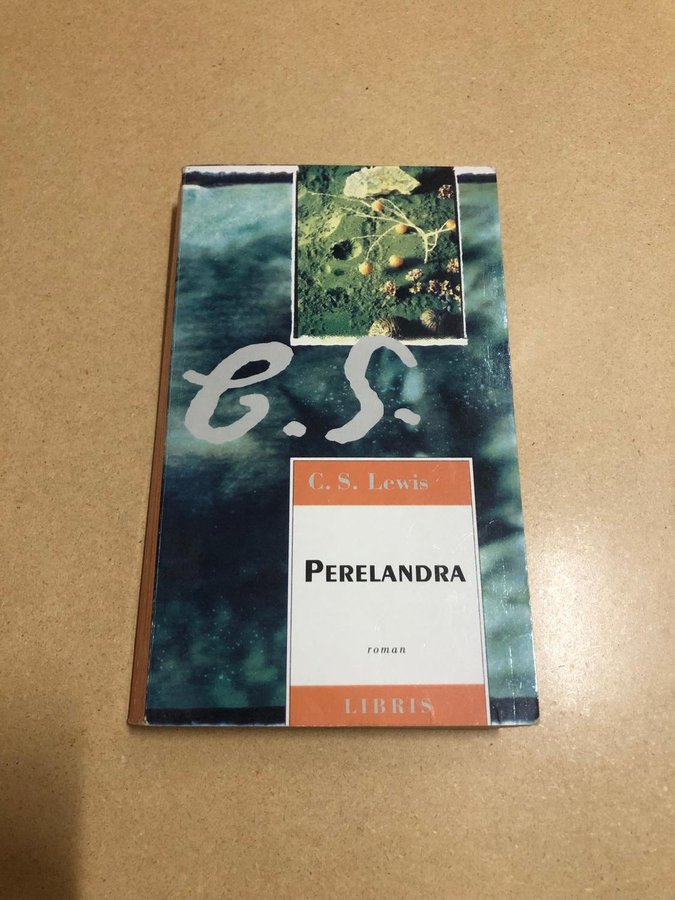 C. S.
C. S. Lewis
PERELANDRA
roman
LIBRIS